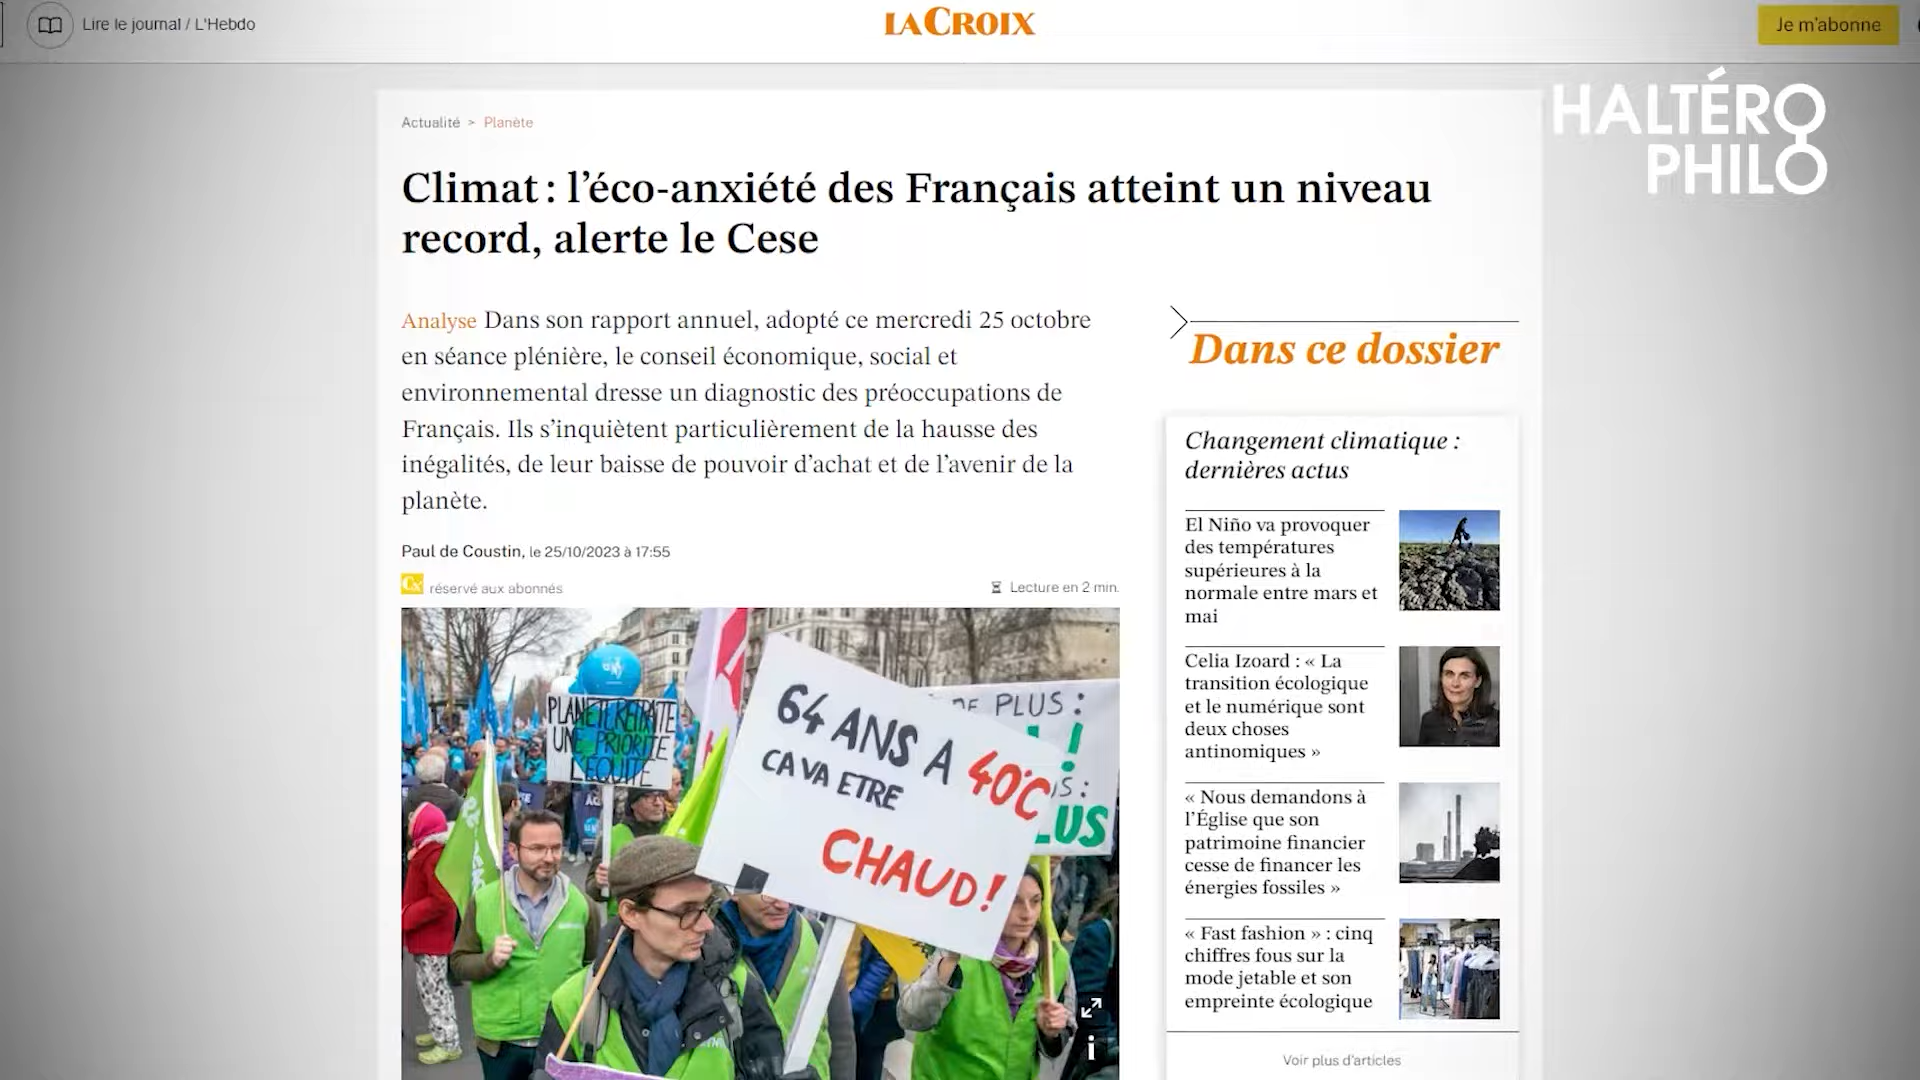 Lire le journal / L'Hebdo
LA CROIX
Je m'abonne
HALTÉRO
PHILO
Actualité > Planète
Climat : l'éco-anxiété des Français atteint un niveau
record, alerte le Cese
Analyse Dans son rapport annuel, adopté ce mercredi 25 octobre
en séance plénière, le conseil économique, social et
environnemental dresse un diagnostic des préoccupations de
Français. Ils s'inquiètent particulièrement de la hausse des
inégalités, de leur baisse de pouvoir d'achat et de l'avenir de la
planète.
Paul de Coustin, le 25/10/2023 à 17:55
Cx réservé aux abonnés
Lecture en 2 min.
PLANETE RETRAITE
UNE PRIORITE
L'EQUITE
64 ANS A 40°C
CA VA ETRE
CHAUD!
DE PLUS :
!
S :
LUS
Dans ce dossier
Changement climatique :
dernières actus
El Niño va provoquer
des températures
supérieures à la
normale entre mars et
mai
Celia Izoard : « La
transition écologique
et le numérique sont
deux choses
antinomiques »
« Nous demandons à
l'Église que son
patrimoine financier
cesse de financer les
énergies fossiles »
« Fast fashion » : cinq
chiffres fous sur la
mode jetable et son
empreinte écologique
Voir plus d'articles